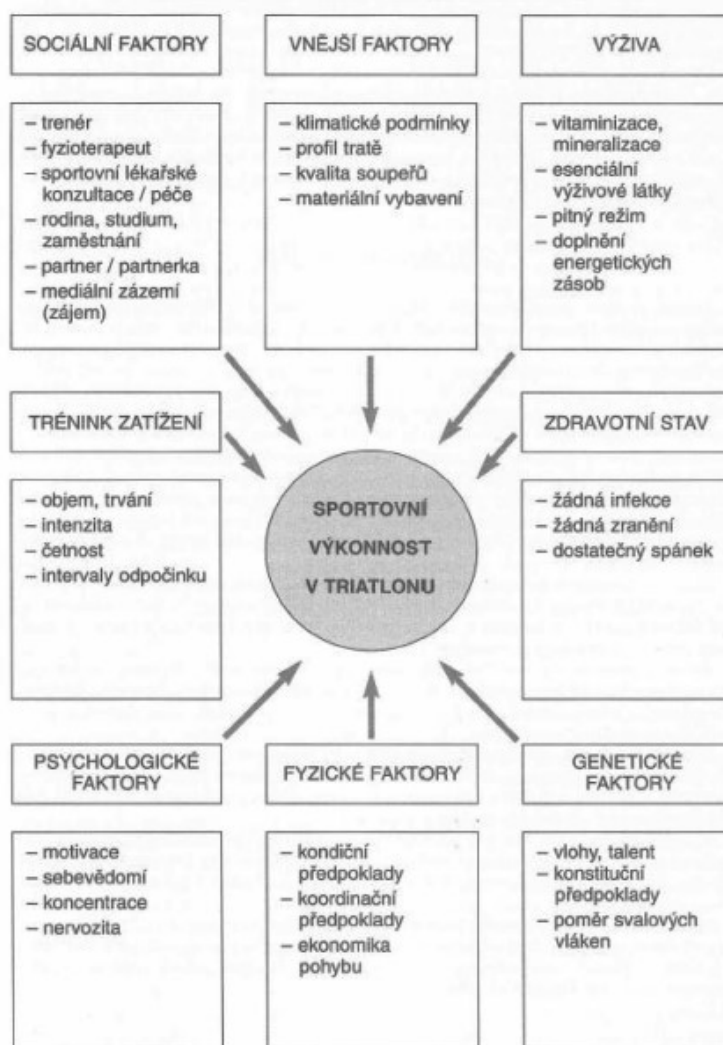 SOCIÁLNÍ FAKTORY
– trenér
– fyzioterapeut
– sportovní lékařské
konzultace / péče
– rodina, studium,
zaměstnání
– partner / partnerka
– mediální zázemí
(zájem)
VNĚJŠÍ FAKTORY
– klimatické podmínky
– profil tratě
– kvalita soupeřů
– materiální vybavení
VÝŽIVA
– vitaminizace,
mineralizace
– esenciální
výživové látky
– pitný režim
– doplnění
energetických
zásob
TRÉNINK ZATÍŽENÍ
– objem, trvání
– intenzita
– četnost
– intervaly odpočinku
SPORTOVNÍ
VÝKONNOST
V TRIATLONU
ZDRAVOTNÍ STAV
– žádná infekce
– žádná zranění
– dostatečný spánek
PSYCHOLOGICKÉ
FAKTORY
– motivace
– sebevědomí
– koncentrace
– nervozita
FYZICKÉ FAKTORY
– kondiční
předpoklady
– koordinační
předpoklady
– ekonomika
pohybu
GENETICKÉ
FAKTORY
– vlohy, talent
– konstituční
předpoklady
– poměr svalových
vláken